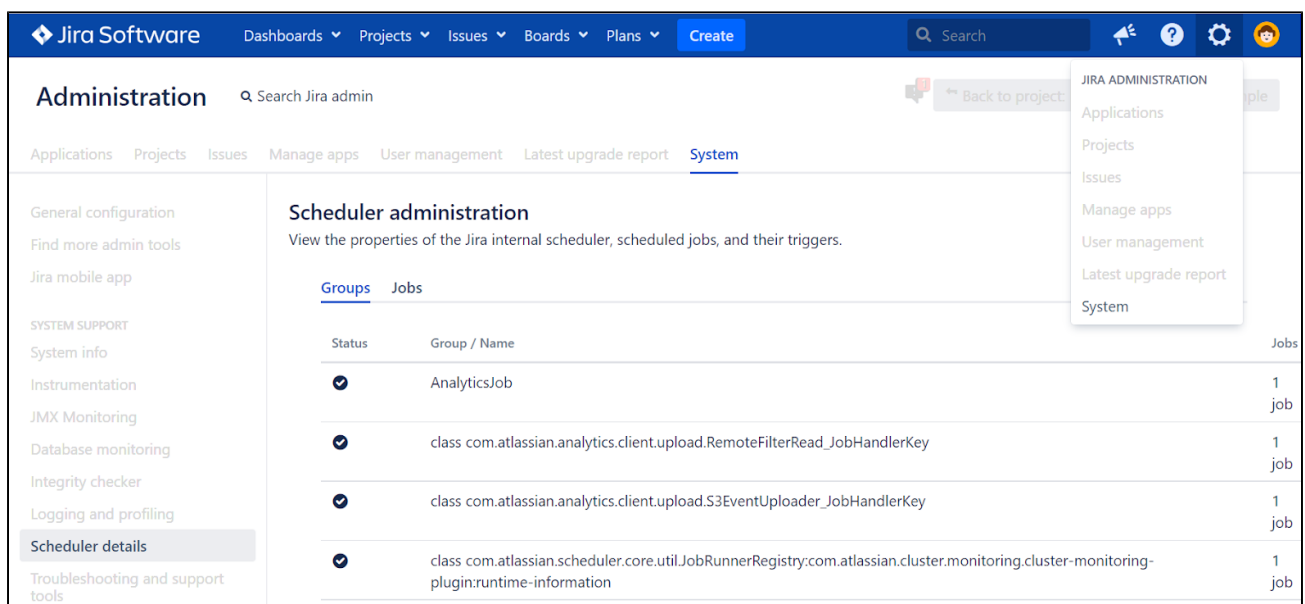 Jira Software Dashboards Projects Issues Boards Plans Create Search
Administration Search Jira admin Back to project: ple
JIRA ADMINISTRATION
Applications
Projects
Issues
Manage apps
User management
Latest upgrade report
System
Applications Projects Issues Manage apps User management Latest upgrade report System
General configuration
Find more admin tools
Jira mobile app
SYSTEM SUPPORT
System info
Instrumentation
JMX Monitoring
Database monitoring
Integrity checker
Logging and profiling
Scheduler details
Troubleshooting and support
tools
Scheduler administration
View the properties of the Jira internal scheduler, scheduled jobs, and their triggers.
Groups Jobs
Status Group / Name Jobs
AnalyticsJob 1
job
class com.atlassian.analytics.client.upload.RemoteFilterRead_JobHandlerKey 1
job
class com.atlassian.analytics.client.upload.S3EventUploader_JobHandlerKey 1
job
class com.atlassian.scheduler.core.util.JobRunnerRegistry:com.atlassian.cluster.monitoring.cluster-monitoring- 1
plugin:runtime-information job